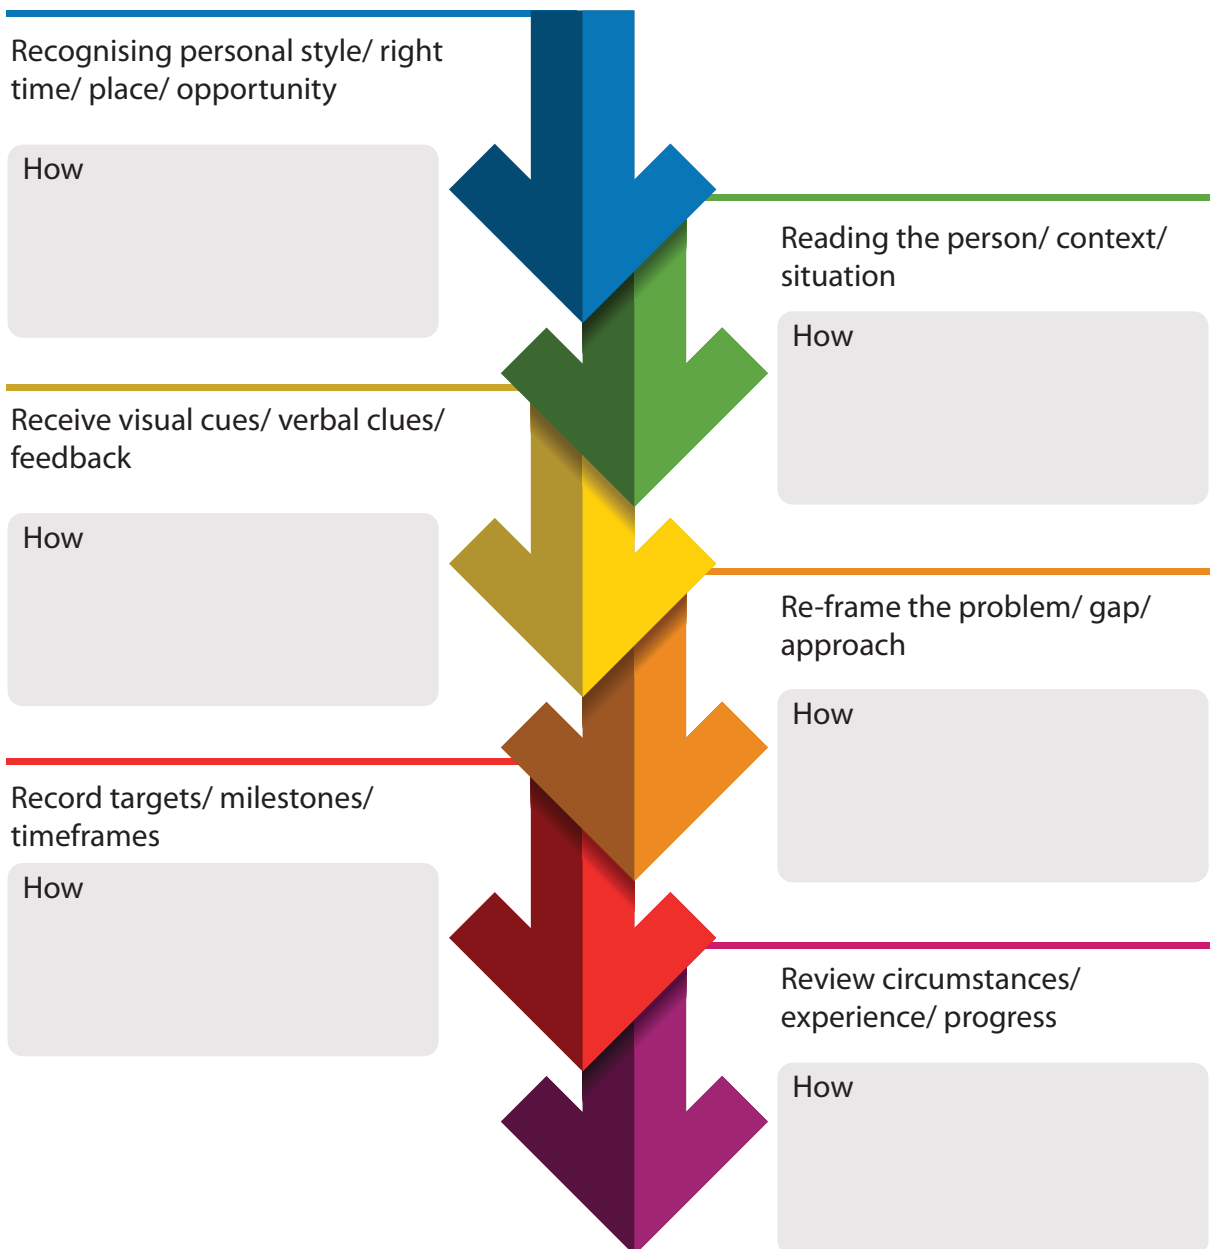 Recognising personal style/ right
time/ place/ opportunity
How
Reading the person/ context/
situation
How
Receive visual cues/ verbal clues/
feedback
How
Re-frame the problem/ gap/
approach
How
Record targets/ milestones/
timeframes
How
Review circumstances/
experience/ progress
How